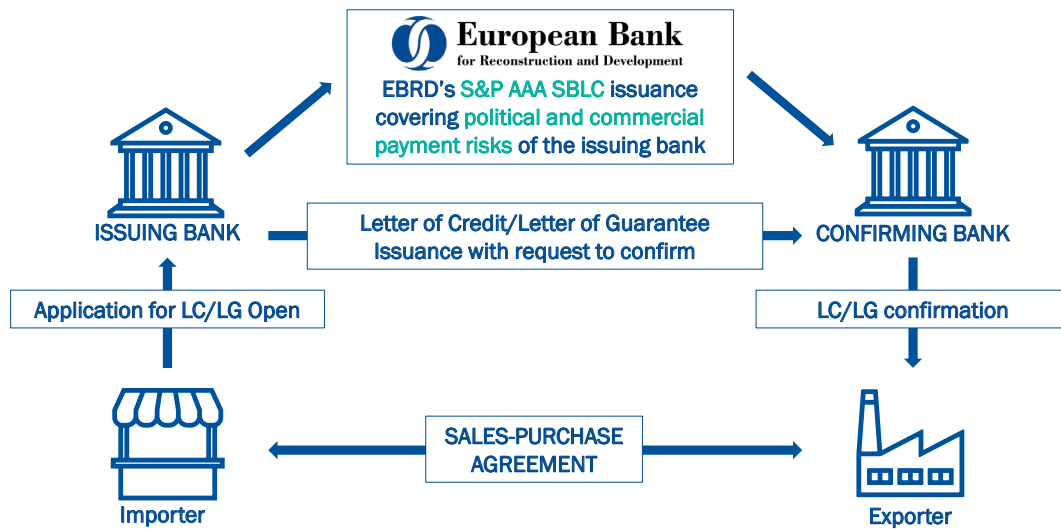 European Bank
for Reconstruction and Development
EBRD's S&P AAA SBLC issuance
covering political and commercial
payment risks of the issuing bank
ISSUING BANK
Letter of Credit/Letter of Guarantee
Issuance with request to confirm
CONFIRMING BANK
Application for LC/LG Open
LC/LG confirmation
SALES-PURCHASE
AGREEMENT
Importer
Exporter